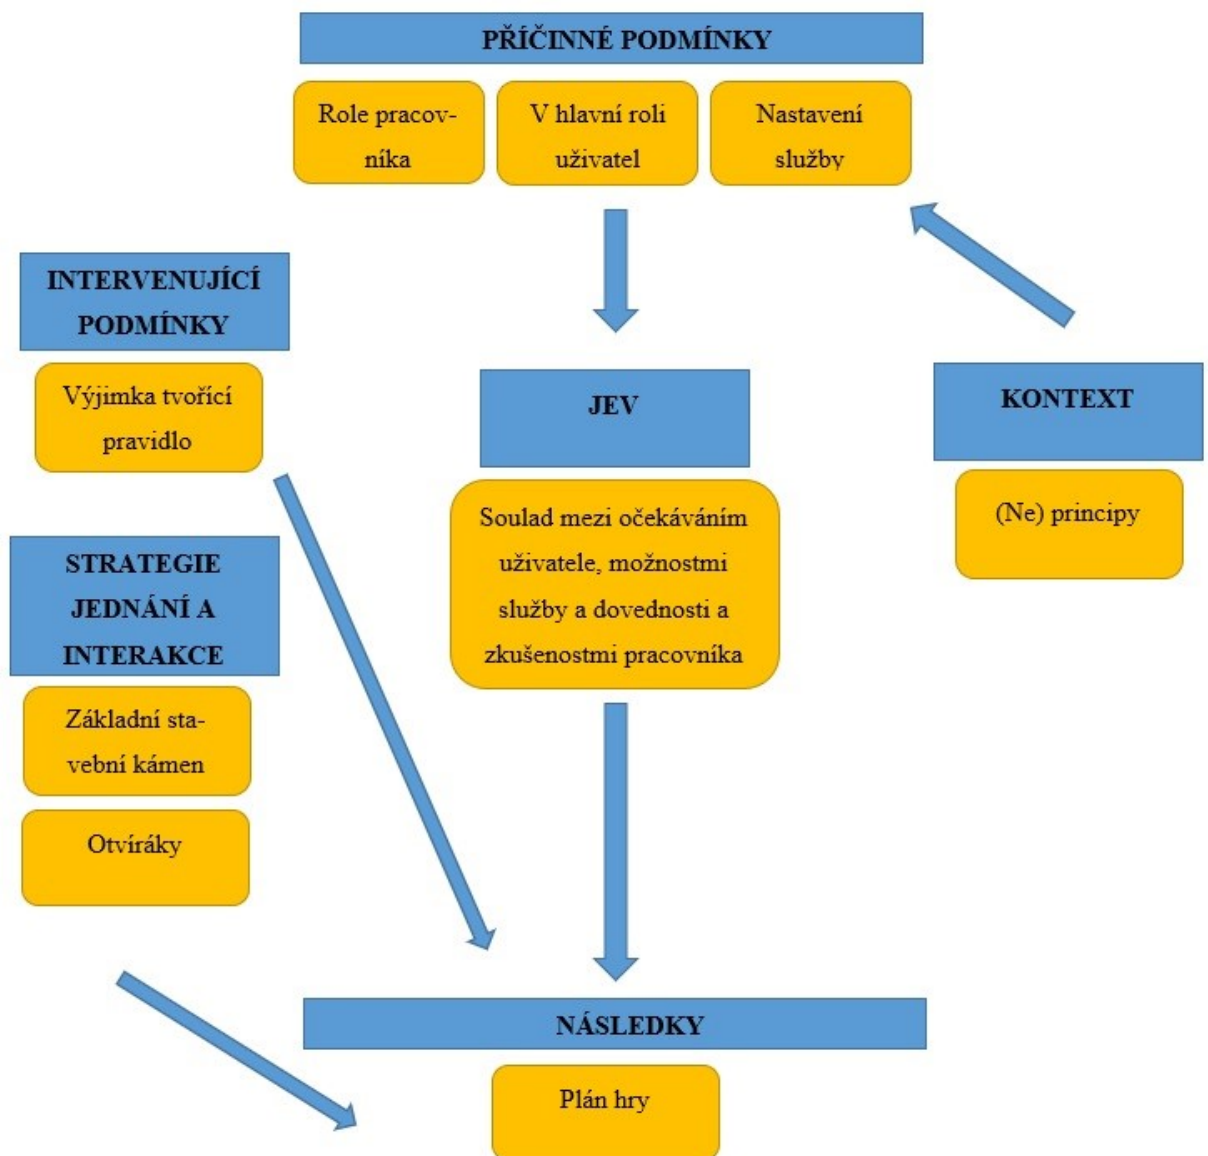 PŘÍČINNÉ PODMÍNKY
Role pracov-
níka
V hlavní roli
uživatel
Nastavení
služby
INTERVENUJÍCÍ
PODMÍNKY
Výjimka tvořící
pravidlo
JEV
KONTEXT
Soulad mezi očekáváním
uživatele, možnostmi
služby a dovednosti a
zkušenostmi pracovníka
(Ne) principy
STRATEGIE
JEDNÁNÍ A
INTERAKCE
Základní sta-
vební kámen
Otvíráky
NÁSLEDKY
Plán hry